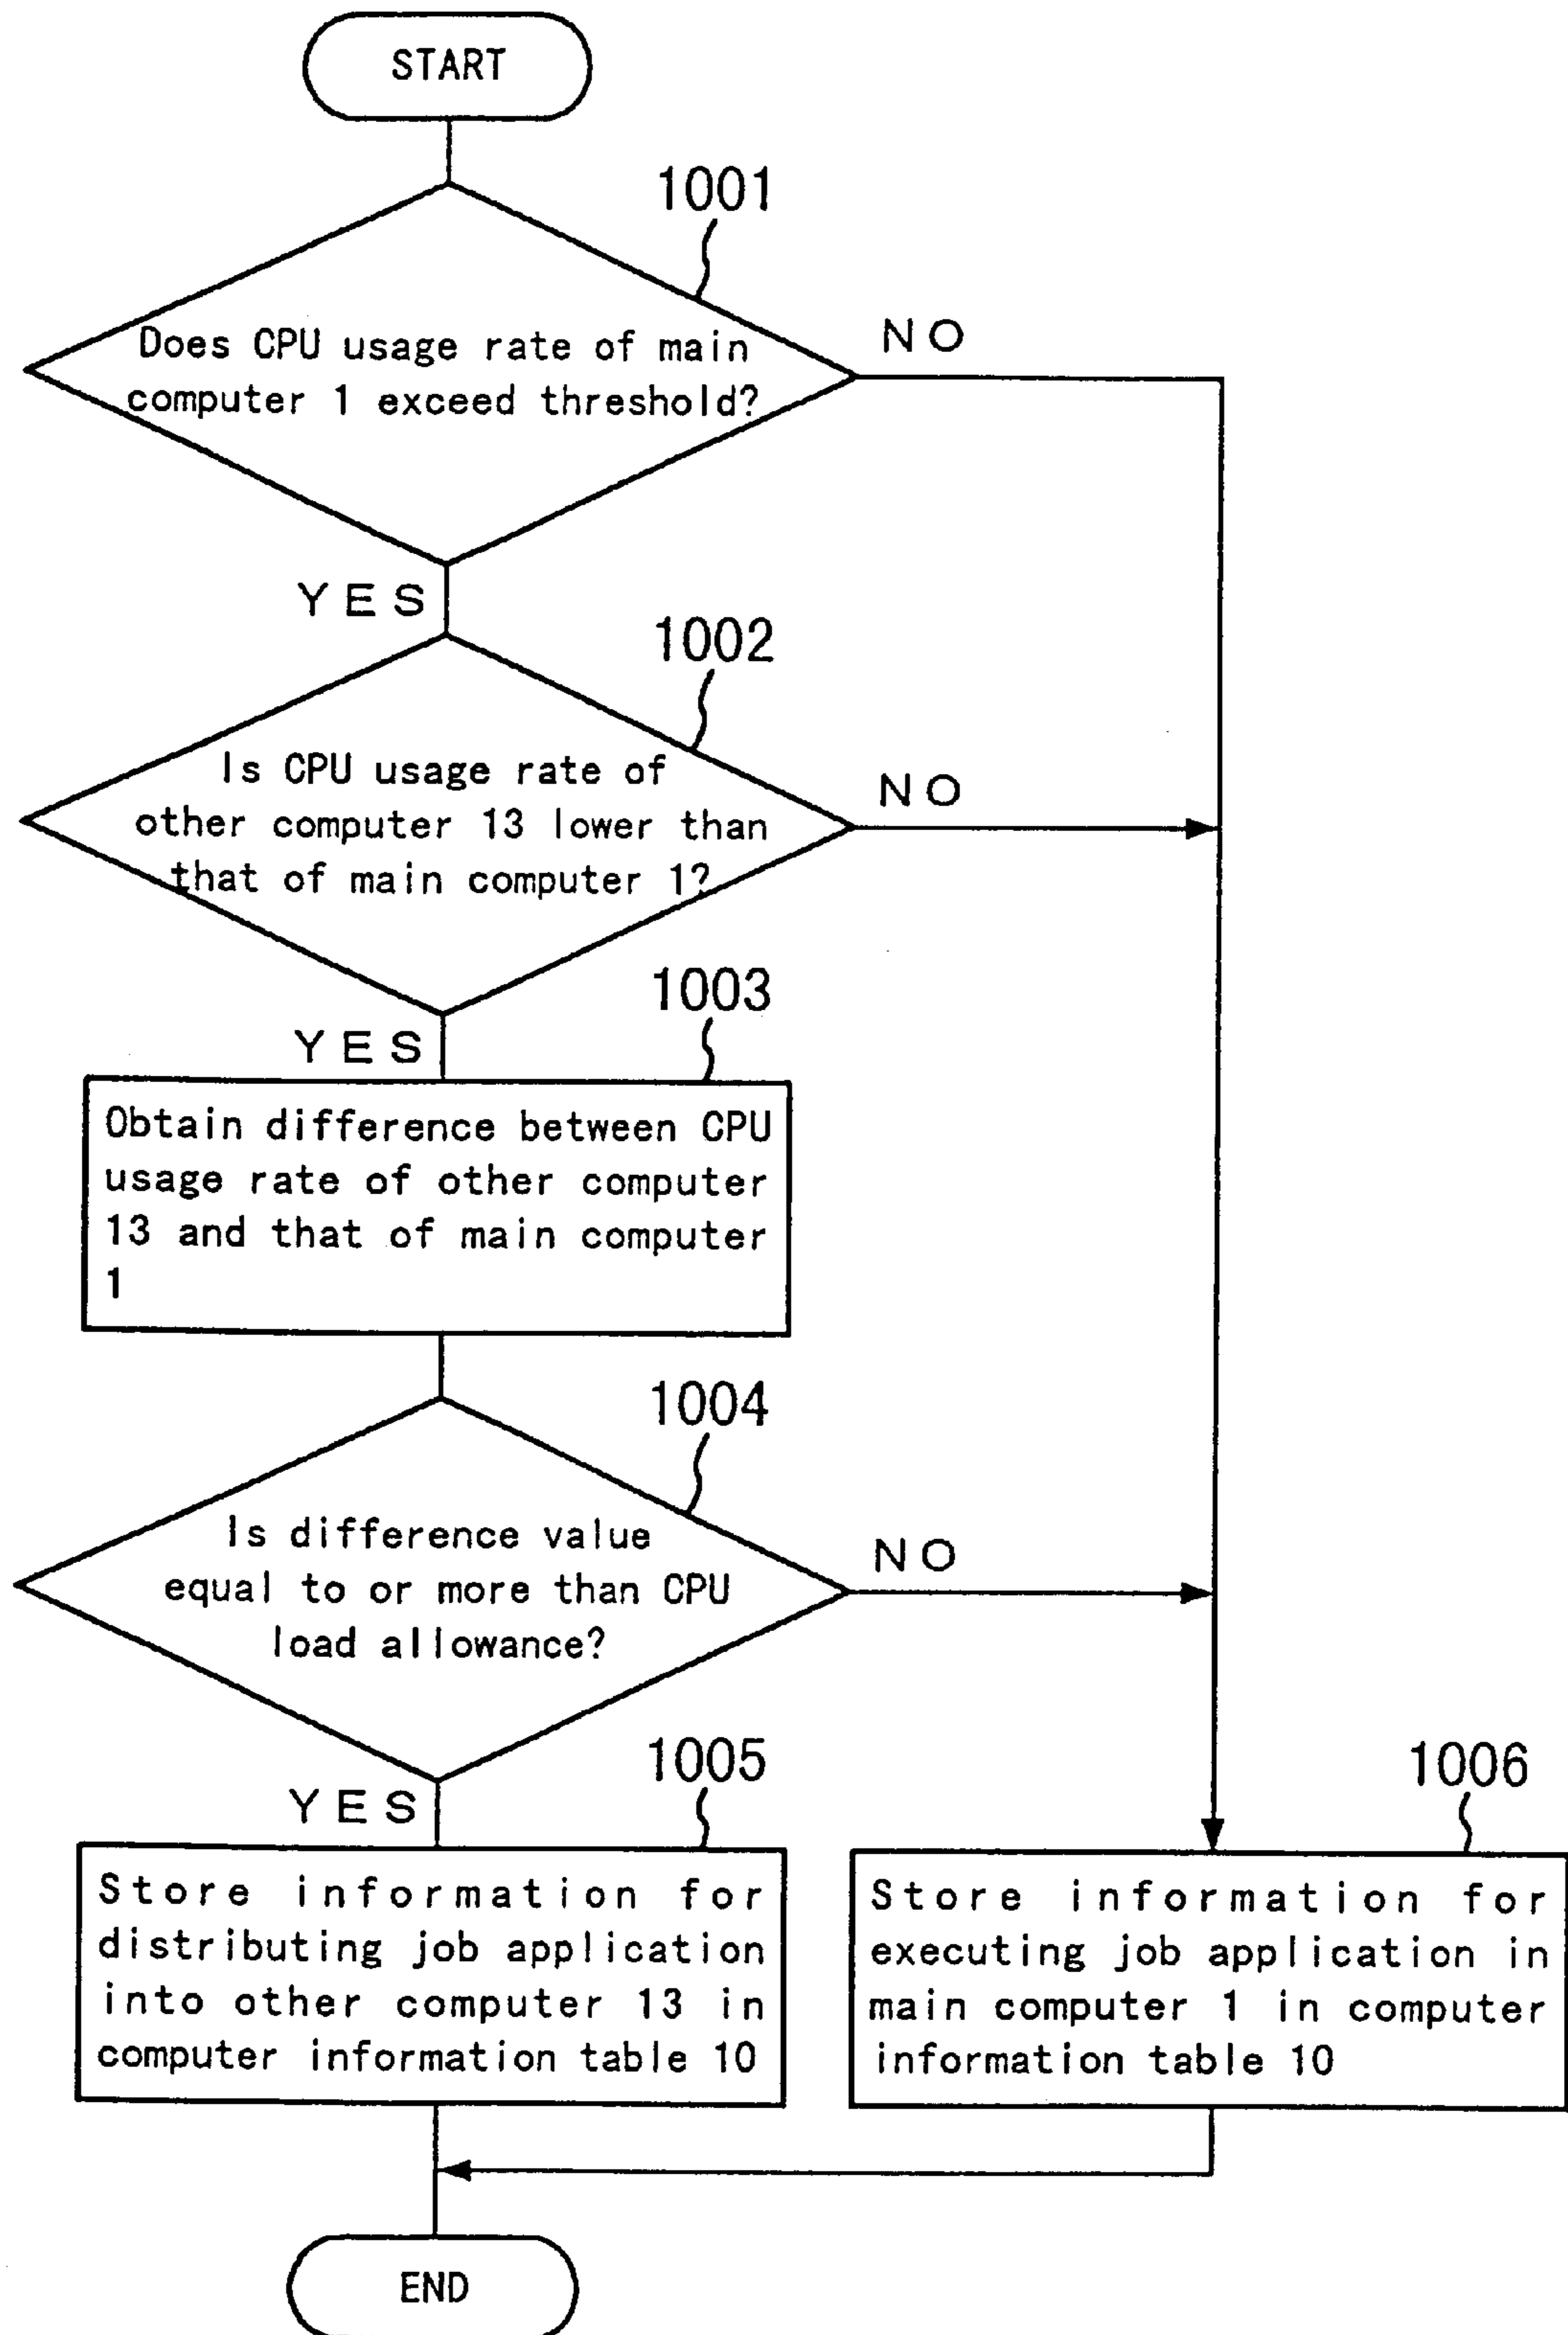 START
1001
Does CPU usage rate of main
computer 1 exceed threshold?
NO
YES
1002
Is CPU usage rate of
other computer 13 lower than
that of main computer 1?
NO
YES
1003
Obtain difference between CPU
usage rate of other computer
13 and that of main computer
1
1004
Is difference value
equal to or more than CPU
load allowance?
NO
YES
1005
Store information for
distributing job application
into other computer 13 in
computer information table 10
1006
Store information for
executing job application in
main computer 1 in computer
information table 10
END